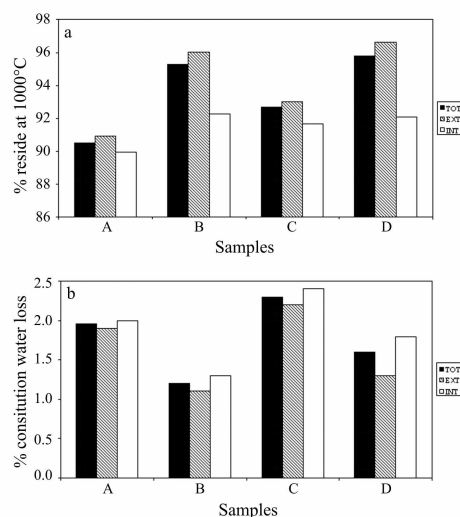 a
% reside at 1000°C
98
96
94
92
90
88
86
A B C D
Samples
TOT
EXT
INT
b
% consitution water loss
2.5
2.0
1.5
1.0
0.5
0.0
A B C D
Samples
TOT
EXT
INT